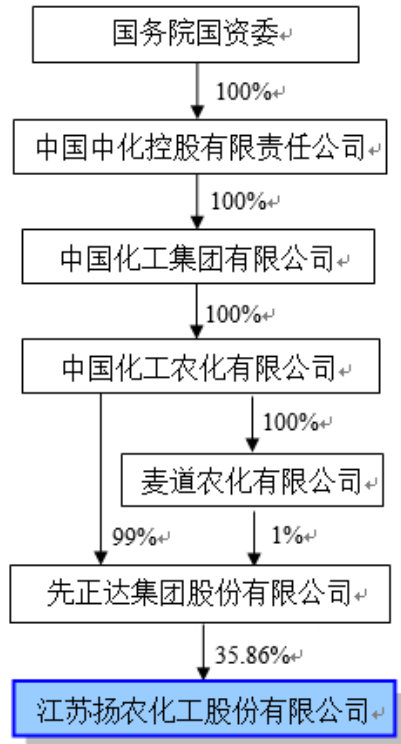 国务院国资委
100%
中国中化控股有限责任公司
100%
中国化工集团有限公司
100%
中国化工农化有限公司
100%
麦道农化有限公司
99%
1%
先正达集团股份有限公司
35.86%
江苏扬农化工股份有限公司